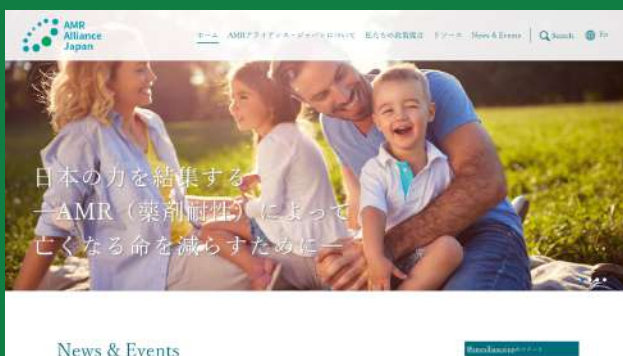 AMR
Alliance
Japan
ホーム AMRアライアンス・ジャパンについて 私たちの政策提言 リソース News & Events Search En
日本の力を結集する
―AMR（薬剤耐性）によって
亡くなる命を減らすために―
News & Events